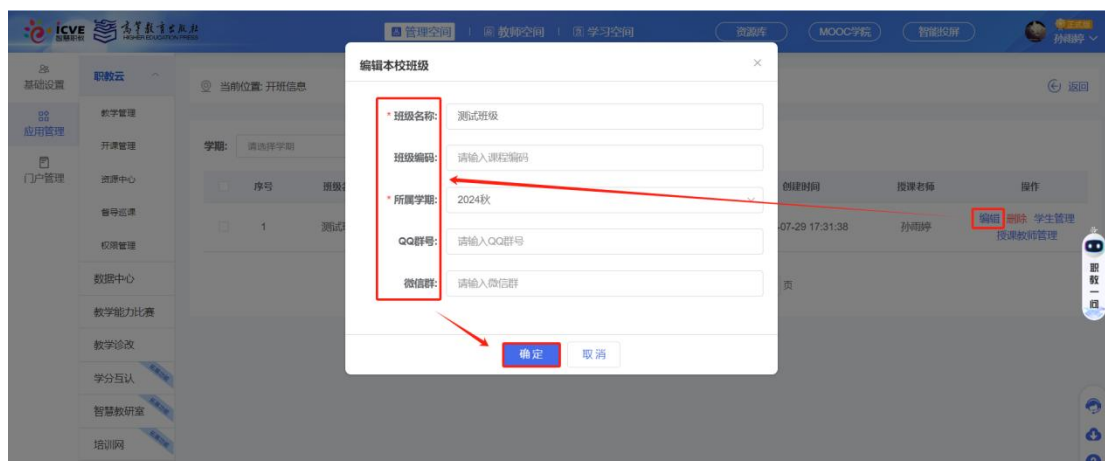 icve 智慧职教 高等教育出版社
HIGHER EDUCATION PRESS
管理空间 教师空间 学习空间 资源库 MOOC学院 智能投屏 正式版
孙雨婷
基础设置
应用管理
门户管理
职教云
教学管理
开课管理
资源中心
督导巡课
权限管理
数据中心
教学能力比赛
教学诊改
学分互认
智慧教研室
培训网
当前位置: 开班信息 返回
学期: 请选择学期
序号 班级 创建时间 授课老师 操作
1 测试 -07-29 17:31:38 孙雨婷 编辑 删除 学生管理
授课教师管理
页
编辑本校班级 ×
* 班级名称: 测试班级
班级编码: 请输入课程编码
* 所属学期: 2024秋
QQ群号: 请输入QQ群号
微信群: 请输入微信群
确定 取消
职教一问